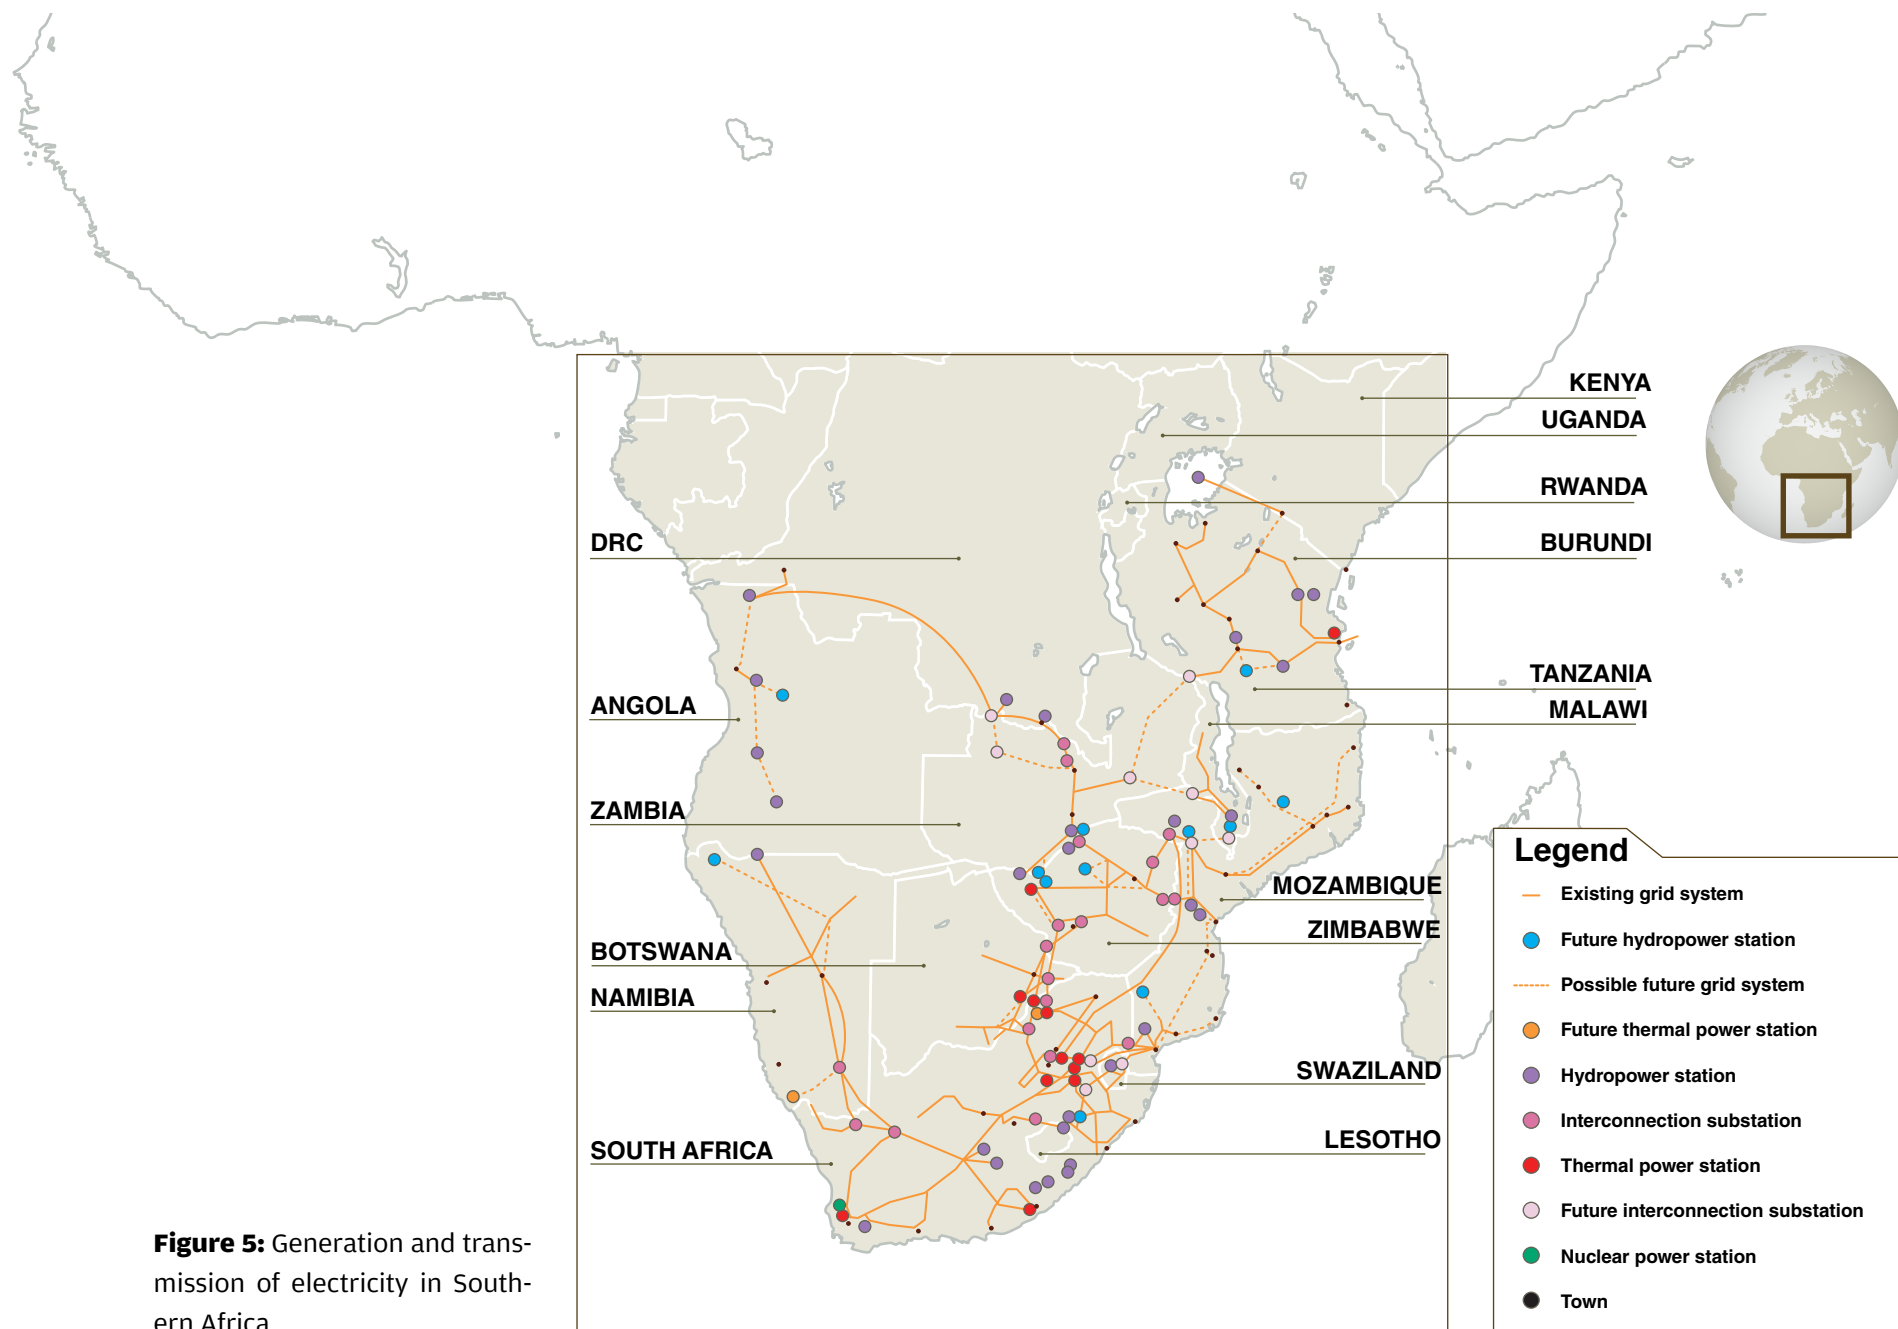 KENYA
UGANDA
RWANDA
DRC
BURUNDI
TANZANIA
ANGOLA
MALAWI
ZAMBIA
Legend
MOZAMBIQUE
Existing grid system
ZIMBABWE
Future hydropower station
BOTSWANA
Possible future grid system
NAMIBIA
Future thermal power station
SWAZILAND
Hydropower station
Interconnection substation
LESOTHO
SOUTH AFRICA
Thermal power station
Future interconnection substation
Nuclear power station
Town
Figure 5: Generation and trans-
mission of electricity in South-
ern Africa